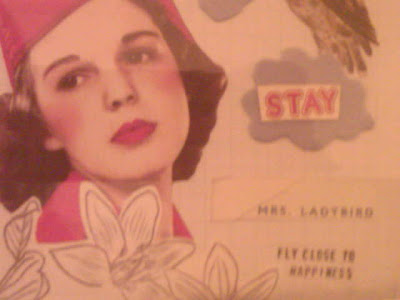 STAY
MRS. LADYBIRD
FLY CLOSE TO
HAPPINESS